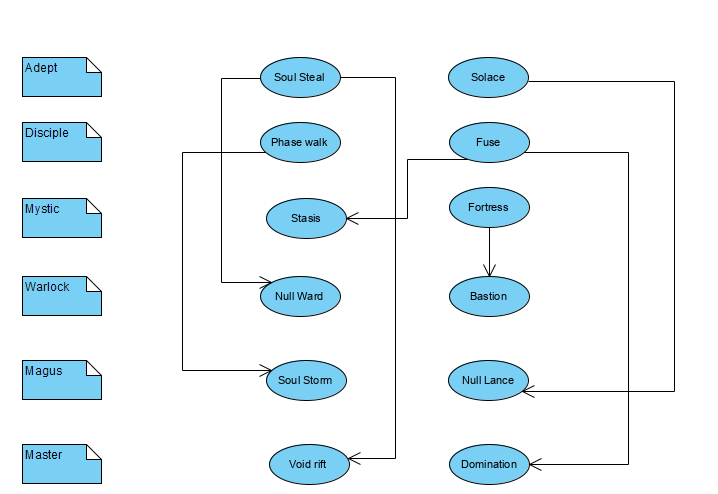 Adept
Soul Steal
Solace
Disciple
Phase walk
Fuse
Mystic
Stasis
Fortress
Warlock
Null Ward
Bastion
Magus
Soul Storm
Null Lance
Master
Void rift
Domination